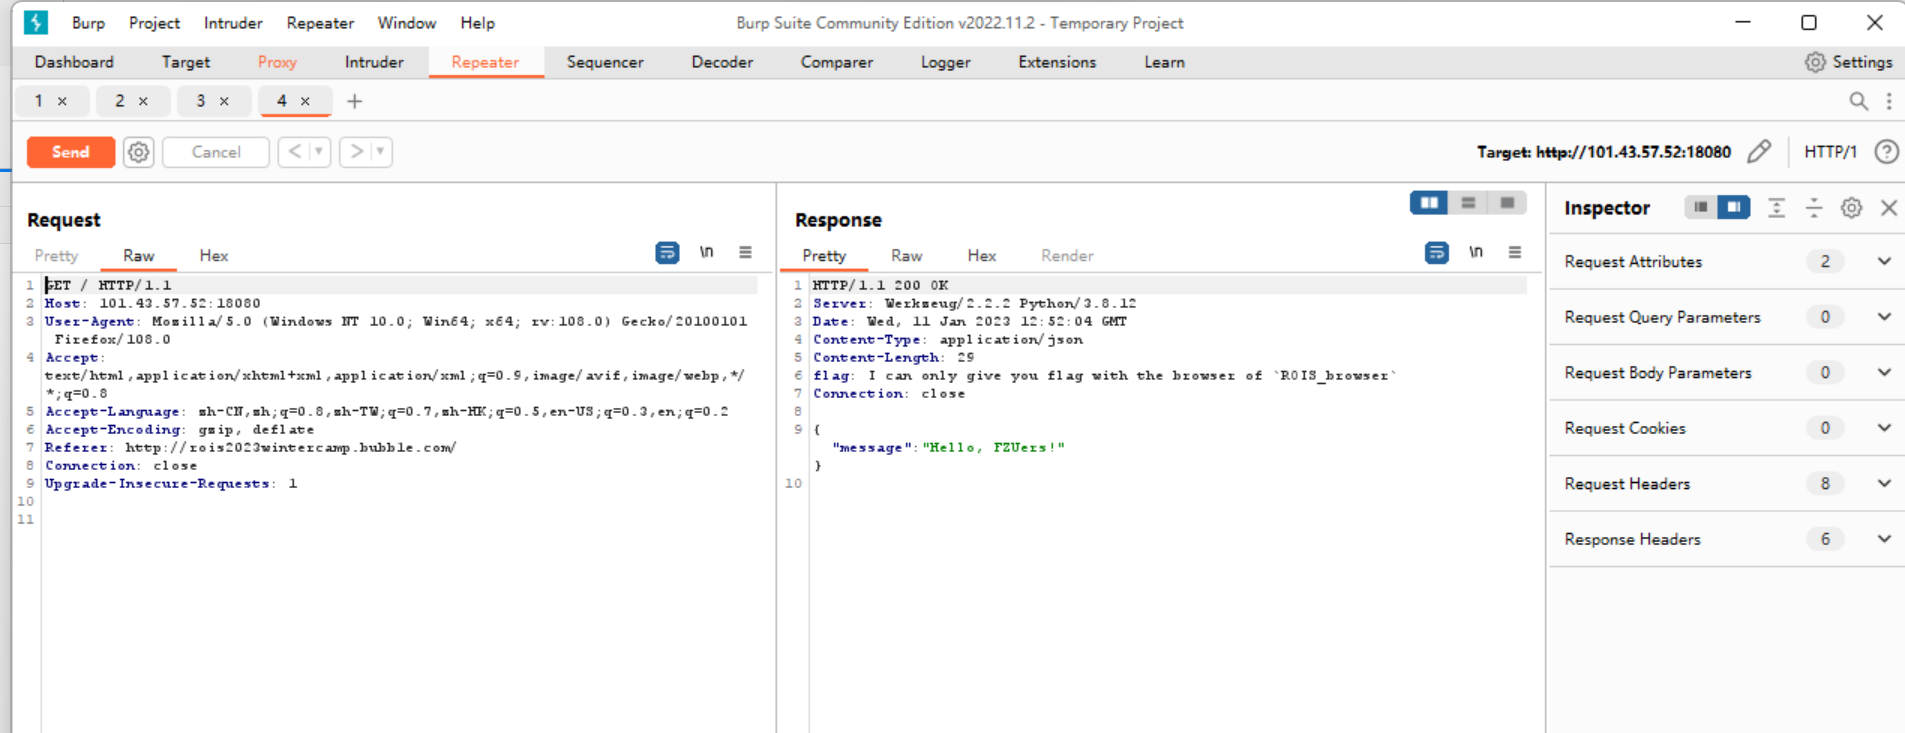 Burp Project Intruder Repeater Window Help Burp Suite Community Edition v2022.11.2 - Temporary Project
Dashboard Target Proxy Intruder Repeater Sequencer Decoder Comparer Logger Extensions Learn Settings
1 × 2 × 3 × 4 × +
Send Cancel < > Target: http://101.43.57.52:18080 HTTP/1
Request
Pretty Raw Hex \n
1 GET / HTTP/1.1
2 Host: 101.43.57.52:18080
3 User-Agent: Mozilla/5.0 (Windows NT 10.0; Win64; x64; rv:108.0) Gecko/20100101
Firefox/108.0
4 Accept:
text/html,application/xhtml+xml,application/xml;q=0.9,image/avif,image/webp,*/
*;q=0.8
5 Accept-Language: zh-CN,zh;q=0.8,zh-TW;q=0.7,zh-HK;q=0.5,en-US;q=0.3,en;q=0.2
6 Accept-Encoding: gzip, deflate
7 Referer: http://rois2023wintercamp.bubble.com/
8 Connection: close
9 Upgrade-Insecure-Requests: 1
10
11
Response
Pretty Raw Hex Render \n
1 HTTP/1.1 200 OK
2 Server: Werkzeug/2.2.2 Python/3.8.12
3 Date: Wed, 11 Jan 2023 12:52:04 GMT
4 Content-Type: application/json
5 Content-Length: 29
6 flag: I can only give you flag with the browser of `ROIS_browser`
7 Connection: close
8
9 {
"message":"Hello, FZUers!"
}
10
Inspector
Request Attributes 2
Request Query Parameters 0
Request Body Parameters 0
Request Cookies 0
Request Headers 8
Response Headers 6